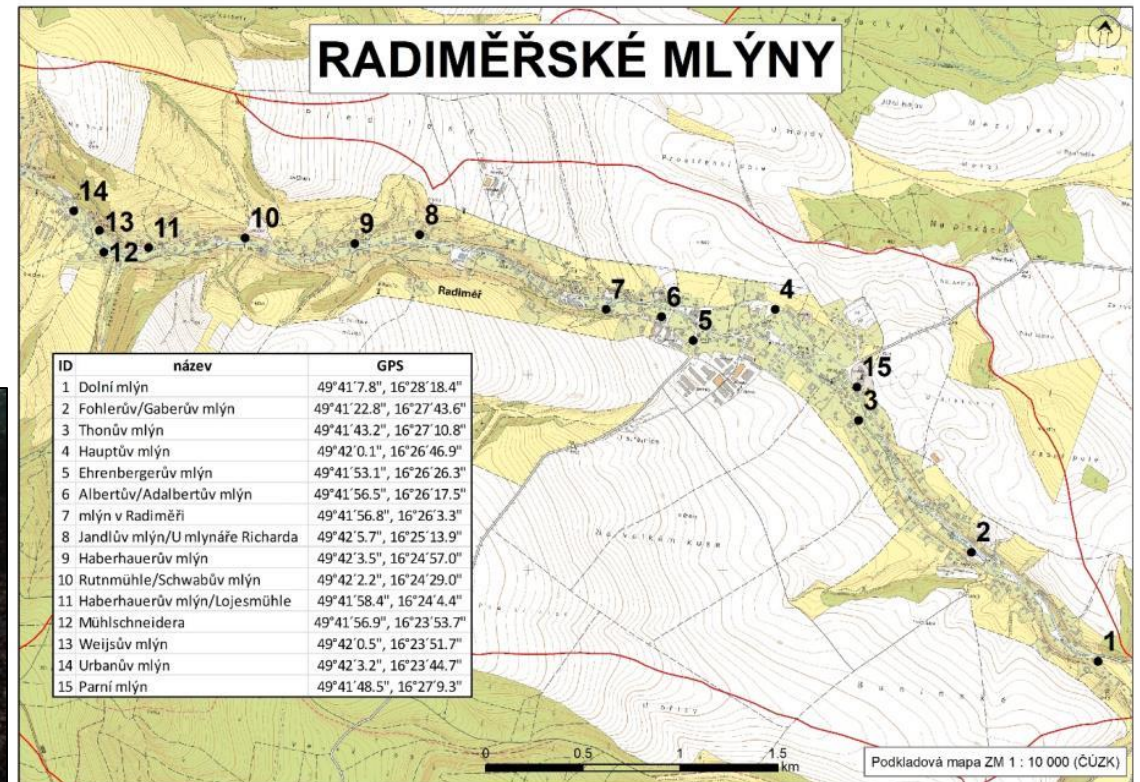 RADIMĚŘSKÉ MLÝNY
14
13
12
11
10
9
8
7
6
5
4
15
3
2
1
Radiměř
ID název GPS
1 Dolní mlýn 49°41´7.8", 16°28´18.4"
2 Fohlerův/Gaberův mlýn 49°41´22.8", 16°27´43.6"
3 Thonův mlýn 49°41´43.2", 16°27´10.8"
4 Hauptův mlýn 49°42´0.1", 16°26´46.9"
5 Ehrenbergerův mlýn 49°41´53.1", 16°26´26.3"
6 Albertův/Adalbertův mlýn 49°41´56.5", 16°26´17.5"
7 mlýn v Radiměři 49°41´56.8", 16°26´3.3"
8 Jandlův mlýn/U mlynáře Richarda 49°42´5.7", 16°25´13.9"
9 Haberhauerův mlýn 49°42´3.5", 16°24´57.0"
10 Rutnmühle/Schwabův mlýn 49°42´2.2", 16°24´29.0"
11 Haberhauerův mlýn/Lojesmühle 49°41´58.4", 16°24´4.4"
12 Mühlschneidera 49°41´56.9", 16°23´53.7"
13 Weijsův mlýn 49°42´0.5", 16°23´51.7"
14 Urbanův mlýn 49°42´3.2", 16°23´44.7"
15 Parní mlýn 49°41´48.5", 16°27´9.3"
0 0.5 1 1.5
km
Podkladová mapa ZM 1 : 10 000 (ČÚZK)